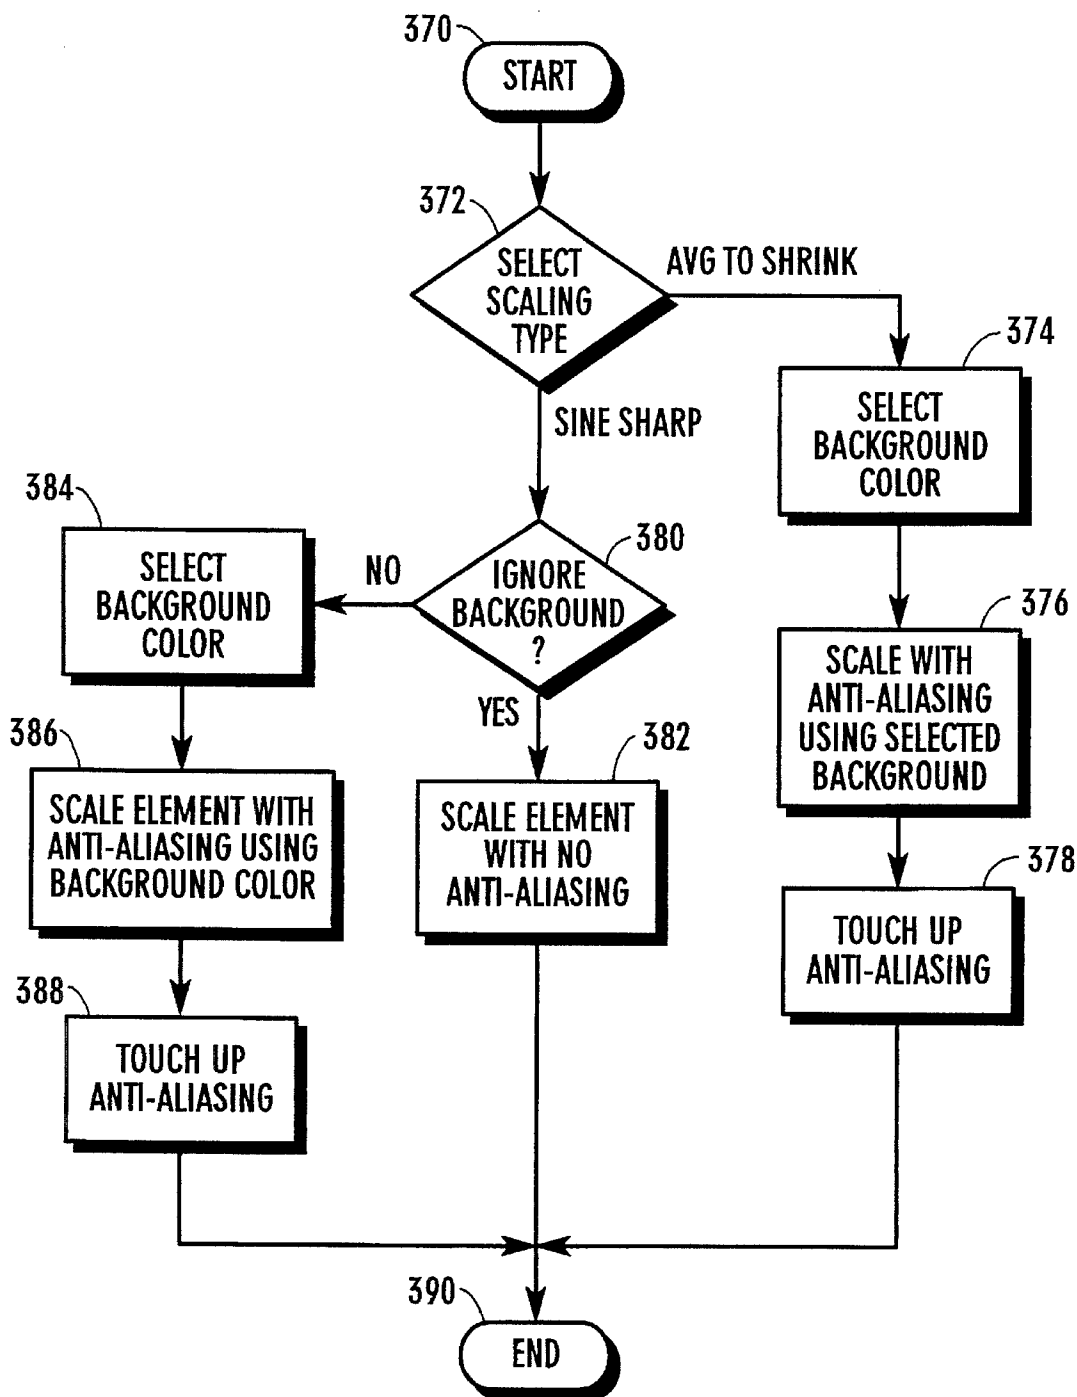 370
START
372
SELECT
SCALING
TYPE
AVG TO SHRINK
374
SELECT
BACKGROUND
COLOR
SINE SHARP
384
SELECT
BACKGROUND
COLOR
NO
380
IGNORE
BACKGROUND
?
376
SCALE WITH
ANTI-ALIASING
USING SELECTED
BACKGROUND
YES
386
SCALE ELEMENT WITH
ANTI-ALIASING USING
BACKGROUND COLOR
382
SCALE ELEMENT
WITH NO
ANTI-ALIASING
378
TOUCH UP
ANTI-ALIASING
388
TOUCH UP
ANTI-ALIASING
390
END